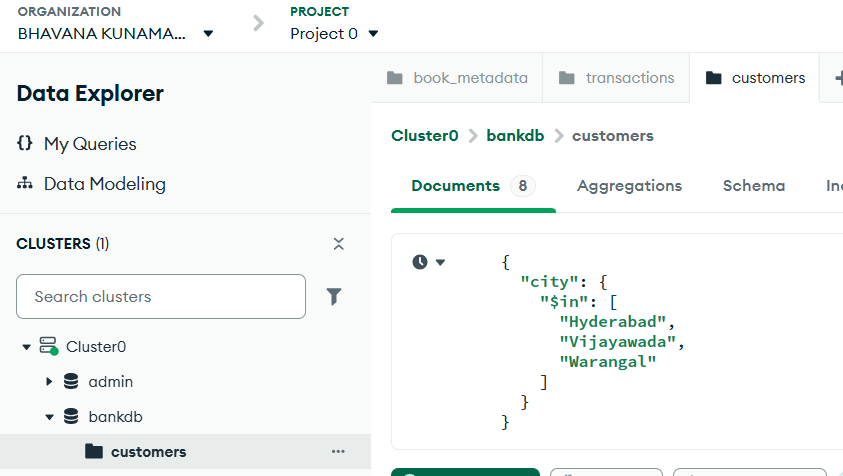 ORGANIZATION
BHAVANA KUNAMA...
PROJECT
Project 0
Data Explorer
{} My Queries
Data Modeling
CLUSTERS (1)
Search clusters
Cluster0
admin
bankdb
customers
book_metadata
transactions
customers
Cluster0 > bankdb > customers
Documents 8
Aggregations
Schema
{
"city": {
"$in": [
"Hyderabad",
"Vijayawada",
"Warangal"
]
}
}